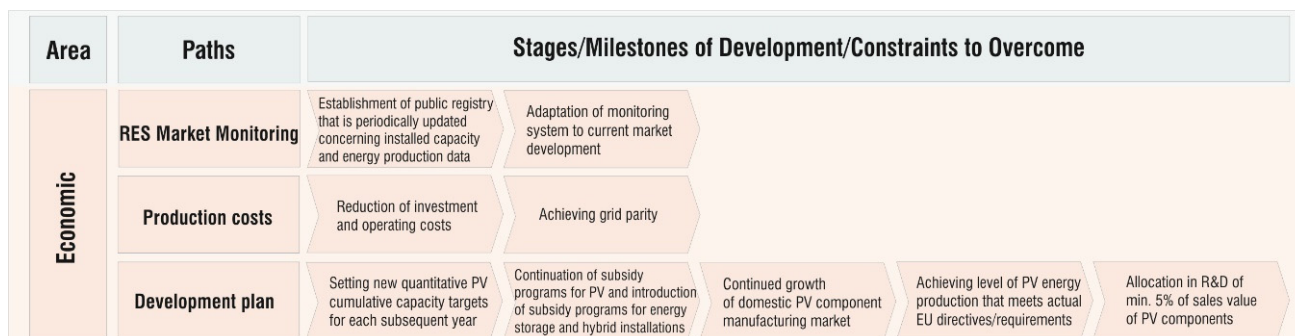 Area
Paths
Stages/Milestones of Development/Constraints to Overcome
Economic
RES Market Monitoring
Establishment of public registry
that is periodically updated
concerning installed capacity
and energy production data
Adaptation of monitoring
system to current market
development
Production costs
Reduction of investment
and operating costs
Achieving grid parity
Development plan
Setting new quantitative PV
cumulative capacity targets
for each subsequent year
Continuation of subsidy
programs for PV and introduction
of subsidy programs for energy
storage and hybrid installations
Continued growth
of domestic PV component
manufacturing market
Achieving level of PV energy
production that meets actual
EU directives/requirements
Allocation in R&D of
min. 5% of sales value
of PV components